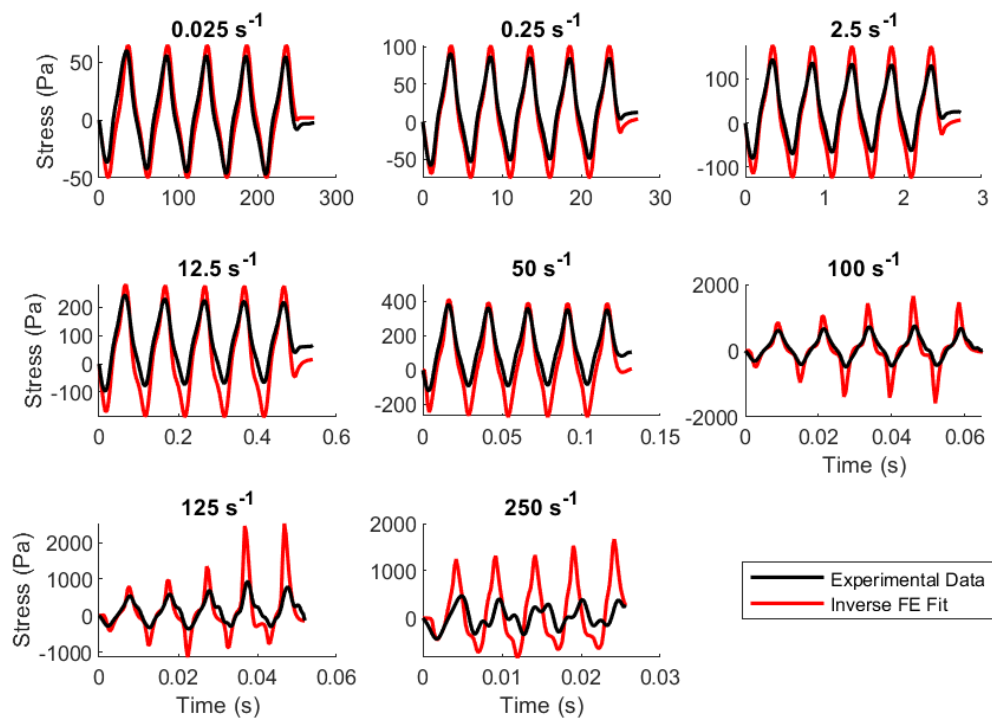 0.025 s-1
0.25 s-1
2.5 s-1
Stress (Pa)
50
0
-50
0 100 200 300
100
50
0
-50
0 10 20 30
100
0
-100
0 1 2 3
12.5 s-1
50 s-1
100 s-1
Stress (Pa)
200
100
0
-100
0 0.2 0.4 0.6
400
200
0
-200
0 0.05 0.1 0.15
2000
0
-2000
0 0.02 0.04 0.06
Time (s)
125 s-1
250 s-1
Stress (Pa)
2000
1000
0
-1000
0 0.02 0.04 0.06
Time (s)
2000
1000
0
0 0.01 0.02 0.03
Time (s)
Experimental Data
Inverse FE Fit